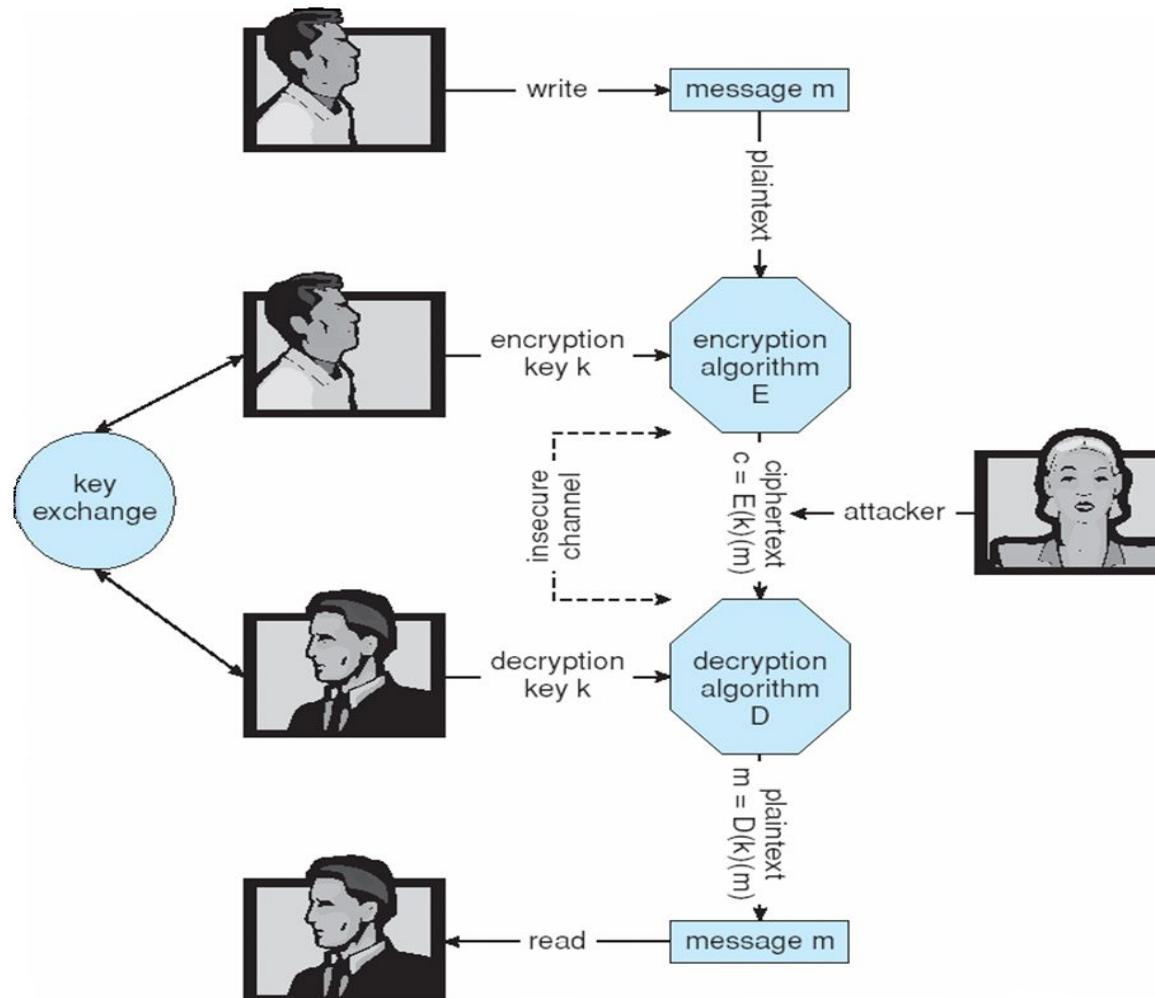 write
message m
plaintext
encryption
key k
encryption
algorithm
E
key
exchange
insecure
channel
ciphertext
c = E(k)(m)
attacker
decryption
key k
decryption
algorithm
D
plaintext
m = D(k)(m)
read
message m